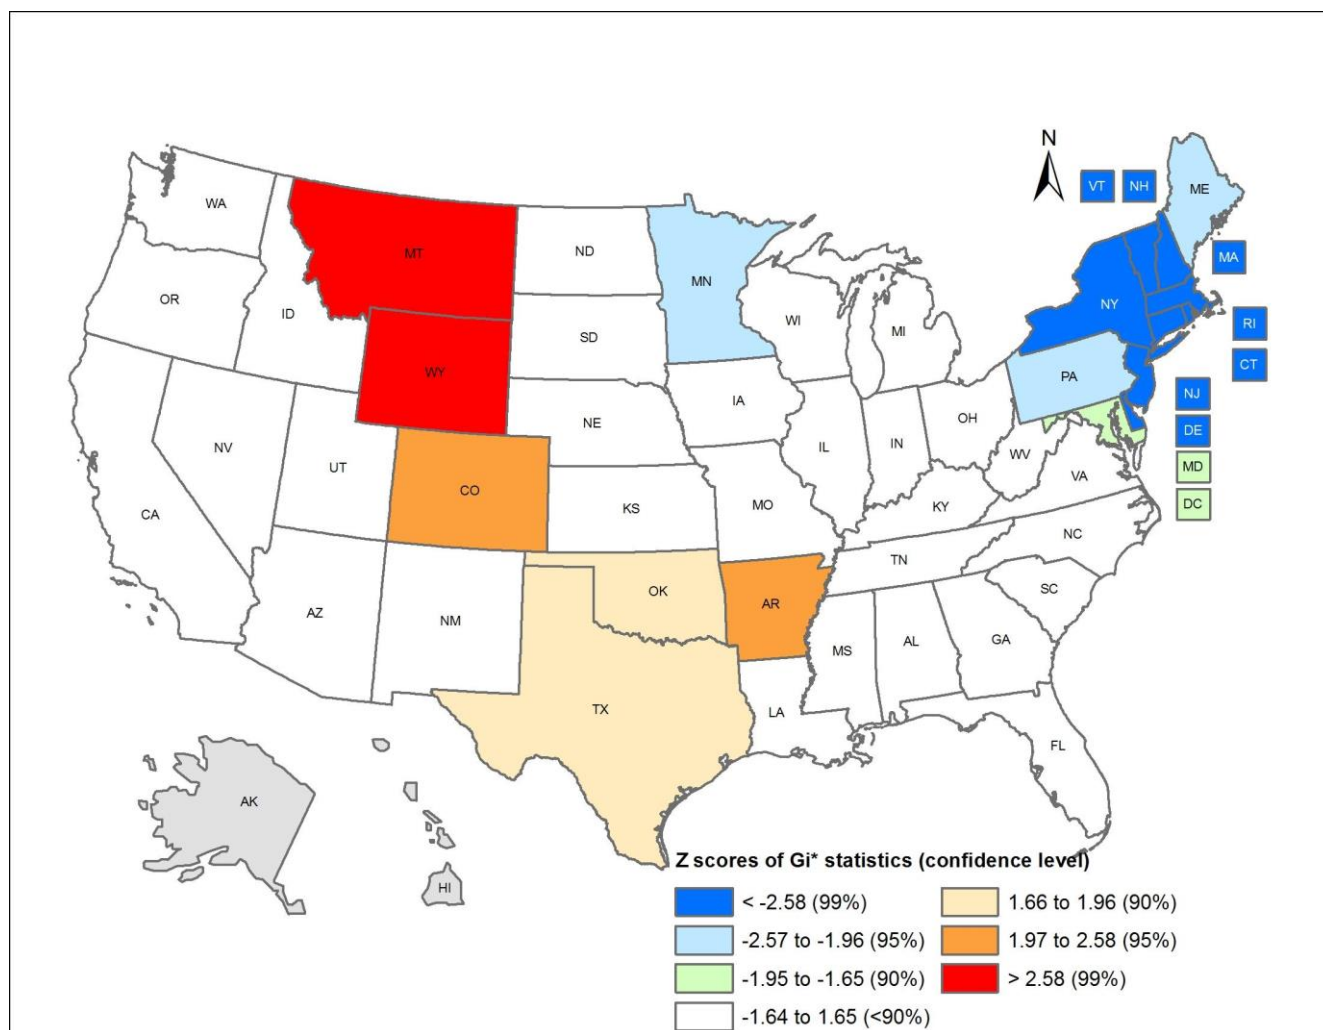 N
VT NH ME
WA
MT ND
MA
MN
OR
ID
NY
WI MI
SD
RI
WY
CT
PA
NJ
IA
NE
OH
DE
NV
IL IN
UT
WV
MD
VA
CO
DC
CA
KS MO
KY
NC
TN
OK
SC
AR
AZ
NM
GA
MS AL
TX
LA
FL
AK
HI
Z scores of Gi* statistics (confidence level)
< -2.58 (99%)
-2.57 to -1.96 (95%)
-1.95 to -1.65 (90%)
-1.64 to 1.65 (<90%)
1.66 to 1.96 (90%)
1.97 to 2.58 (95%)
> 2.58 (99%)